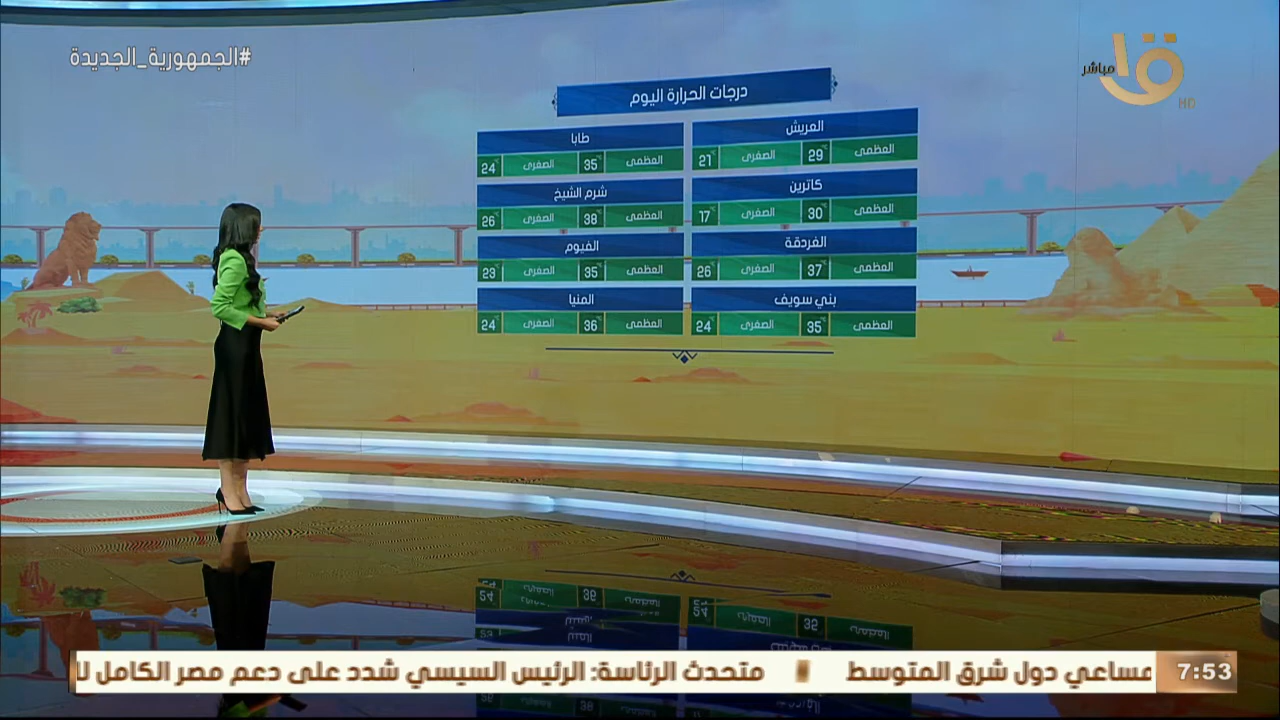 #الجمهورية_الجديدة
مباشر
HD
درجات الحرارة اليوم
العريش
العظمى 29° الصغرى 21°
طابا
العظمى 35° الصغرى 24°
كاترين
العظمى 30° الصغرى 17°
شرم الشيخ
العظمى 38° الصغرى 26°
الغردقة
العظمى 37° الصغرى 26°
الفيوم
العظمى 35° الصغرى 23°
بني سويف
العظمى 35° الصغرى 24°
المنيا
العظمى 36° الصغرى 24°
7:53 مساعي دول شرق المتوسط متحدث الرئاسة: الرئيس السيسي شدد على دعم مصر الكامل